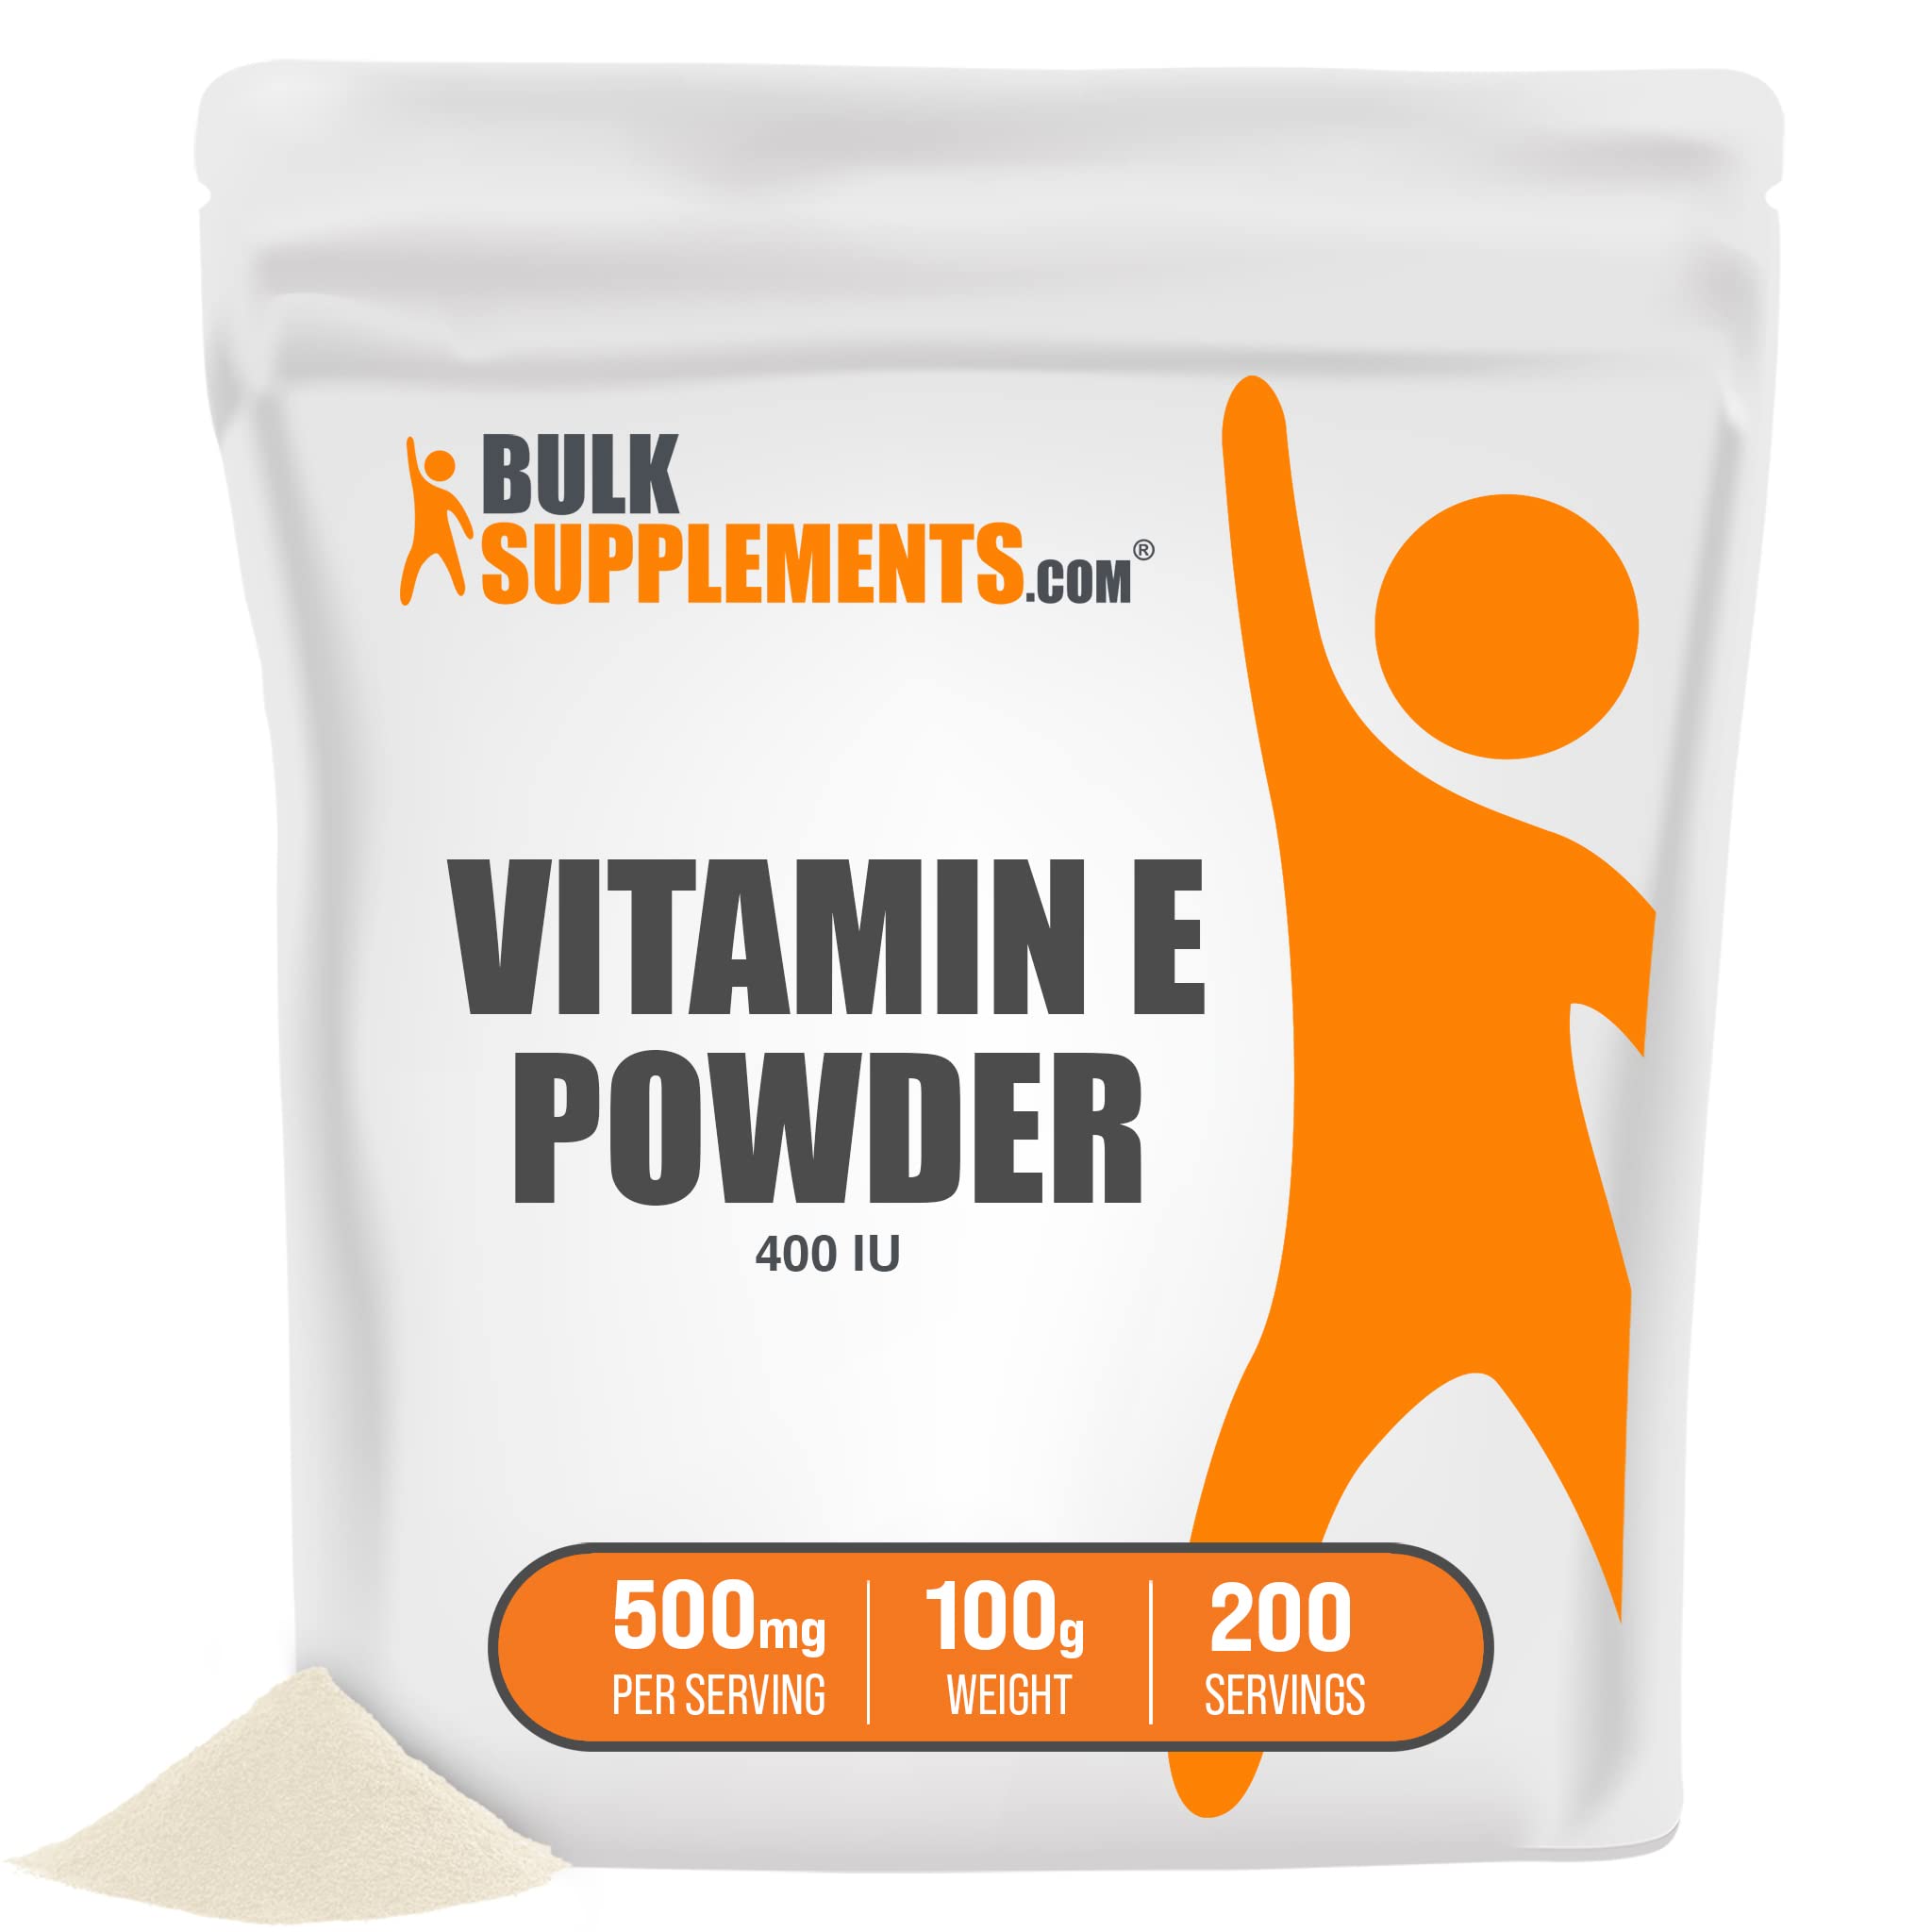 BULK
SUPPLEMENTS.COM®
VITAMIN E
POWDER
400 IU
500mg
PER SERVING
100g
WEIGHT
200
SERVINGS